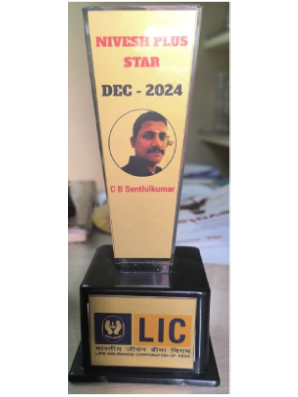 NIVESH PLUS
STAR
DEC - 2024
C B Senthilkumar
LIC
भारतीय जीवन बीमा निगम
LIFE INSURANCE CORPORATION OF INDIA